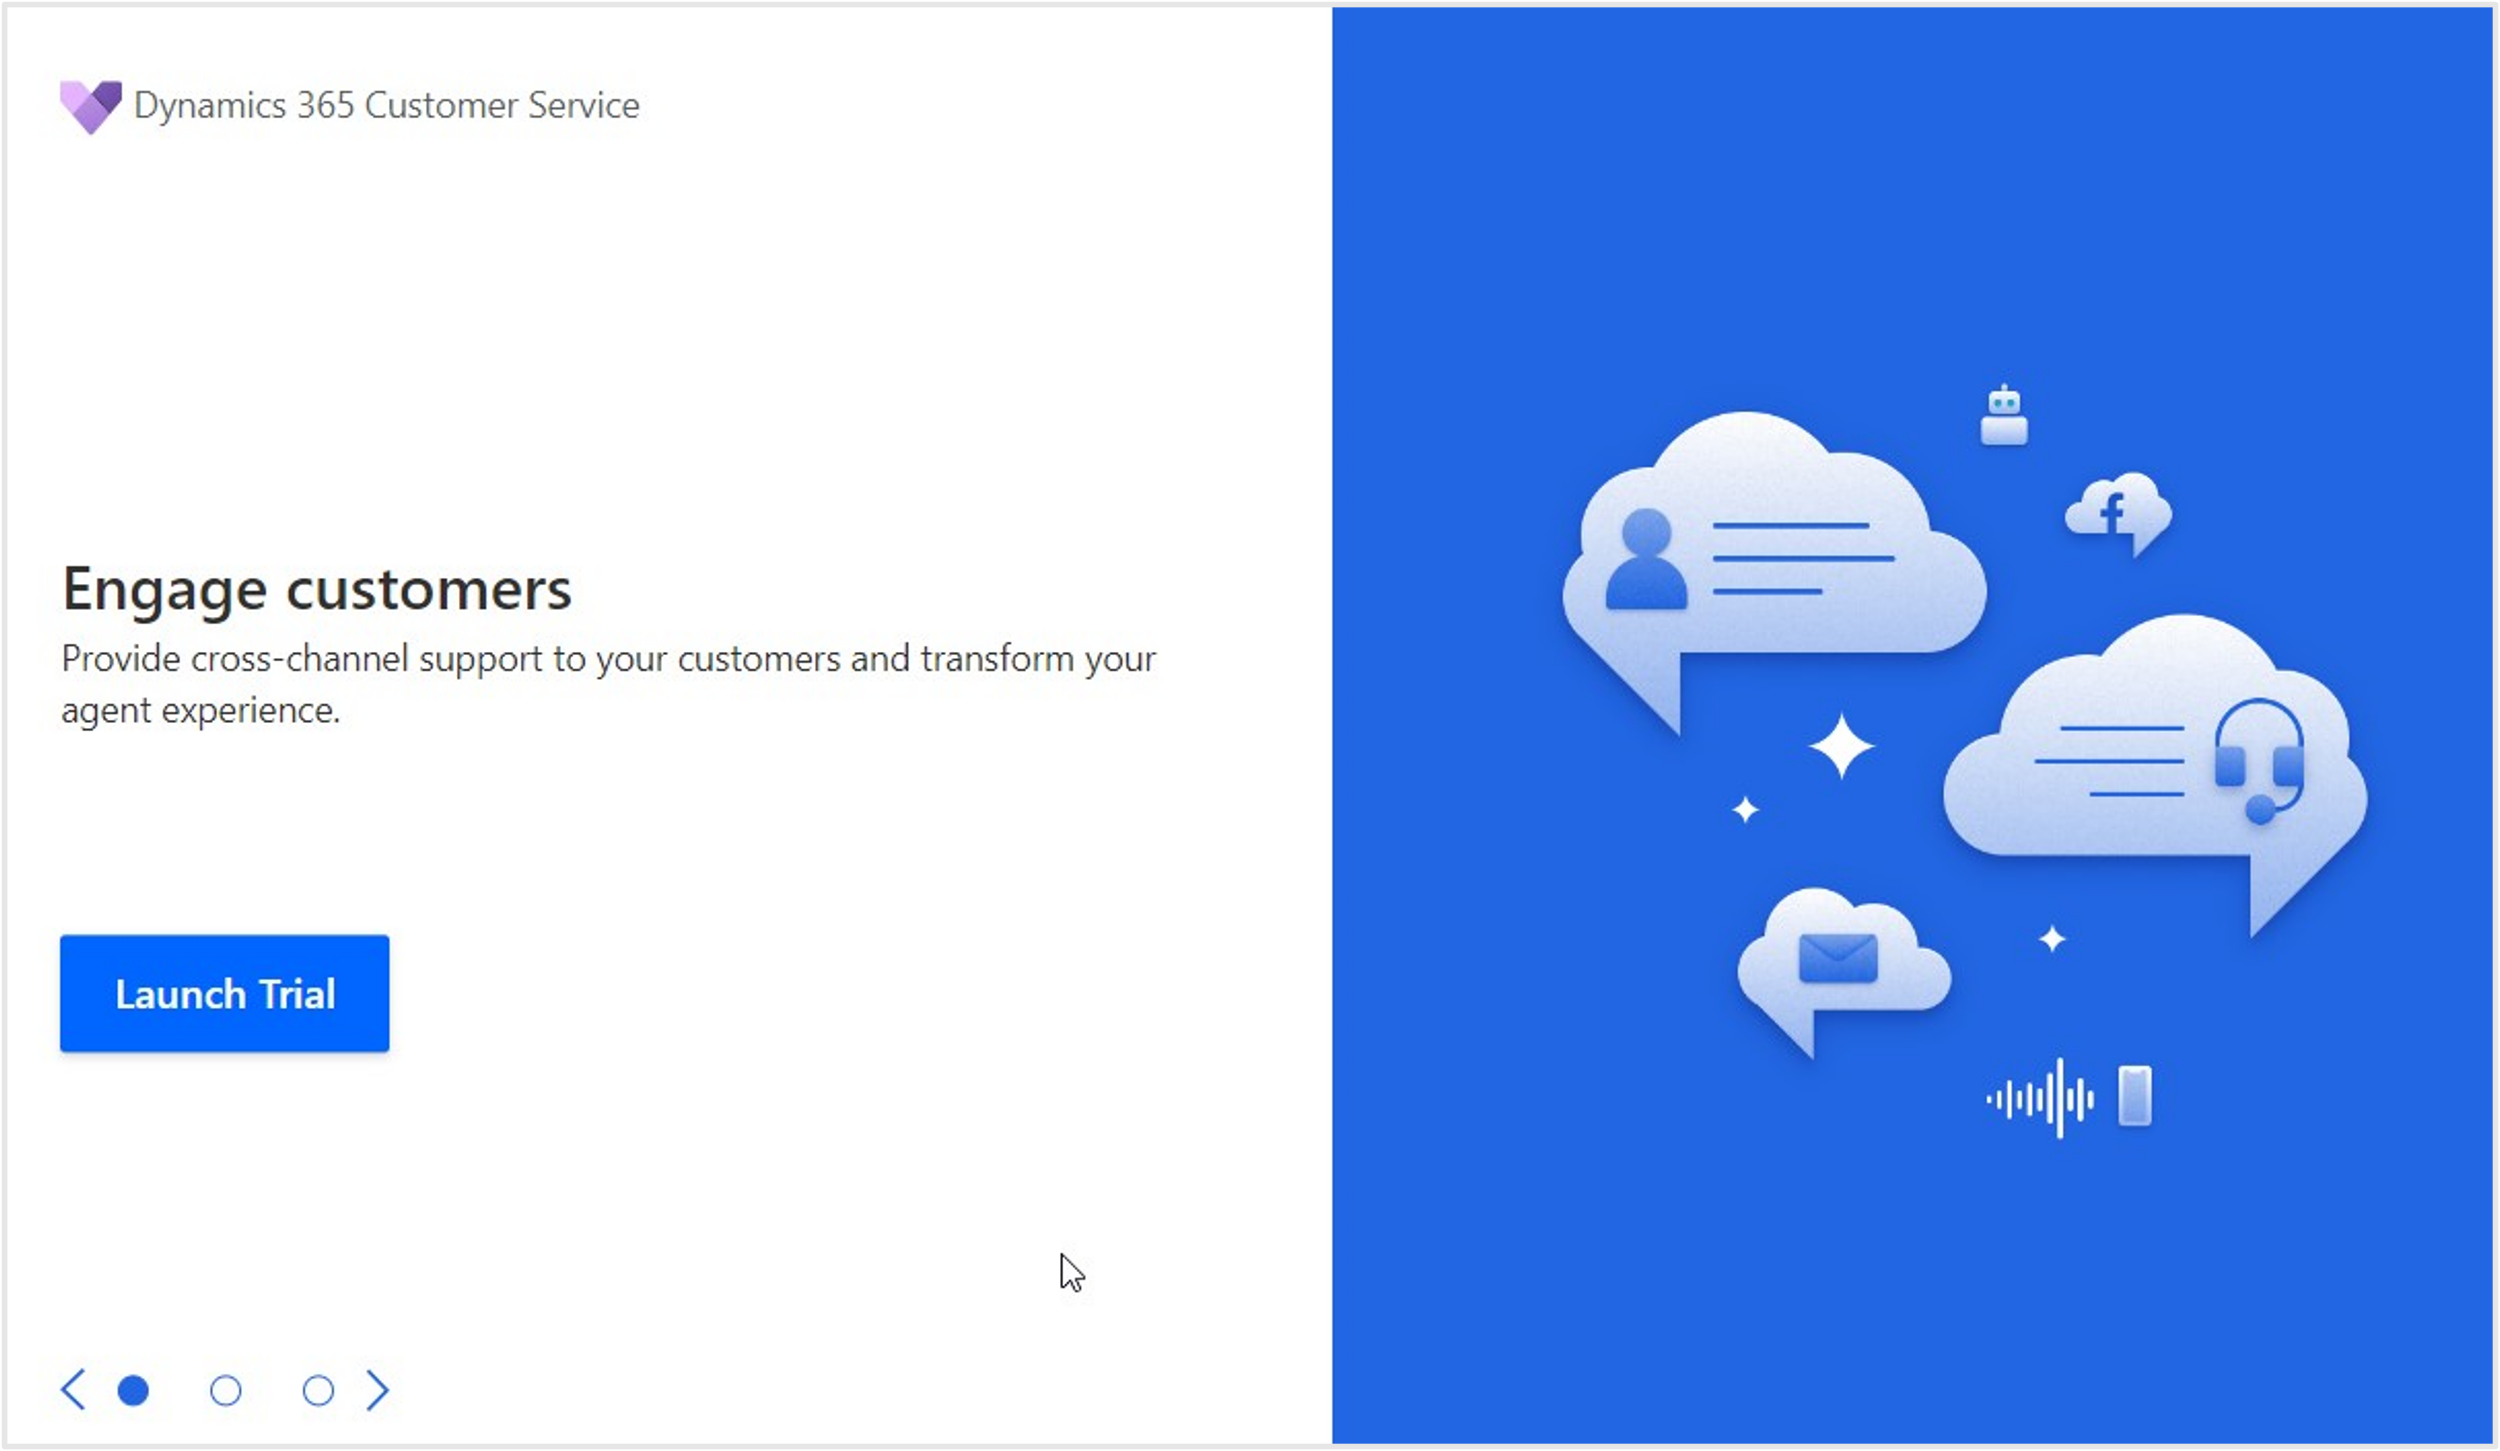 Dynamics 365 Customer Service
Engage customers
Provide cross-channel support to your customers and transform your
agent experience.
Launch Trial